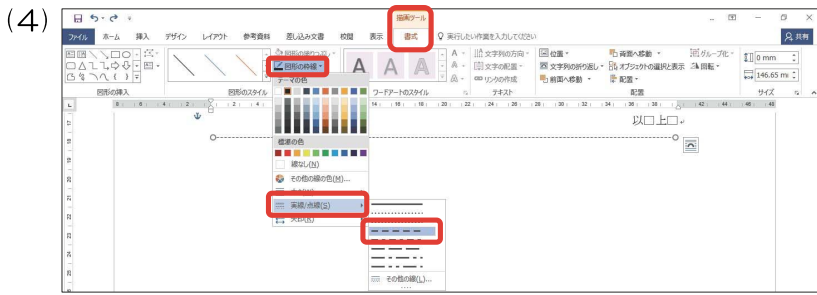 (4)
描画ツール
ファイル ホーム 挿入 デザイン レイアウト 参考資料 差し込み文書 校閲 表示 書式 実行したい作業を入力してください 共有
図形の塗りつぶし
図形の枠線
文字列の方向
文字の配置
リンクの作成
位置
文字列の折り返し
前面へ移動
背面へ移動
オブジェクトの選択と表示
配置
グループ化
回転
0 mm
146.65 mm
図形の挿入 図形のスタイル ワードアートのスタイル テキスト 配置 サイズ
テーマの色
以□上□
標準の色
線なし(N)
その他の線の色(M)...
実線/点線(S)
その他の線(L)...